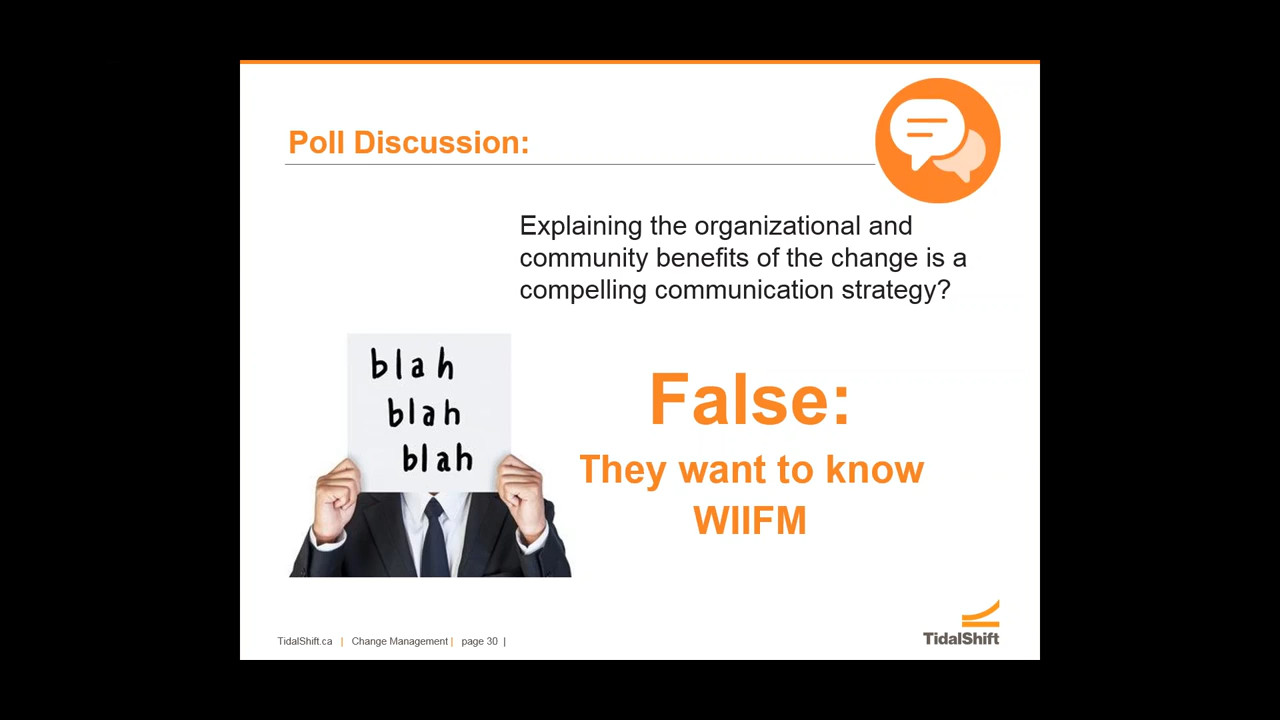 Poll Discussion:
Explaining the organizational and
community benefits of the change is a
compelling communication strategy?
blah
blah
blah
False:
They want to know
WIIFM
TidalShift.ca | Change Management | page 30 |
TidalShift